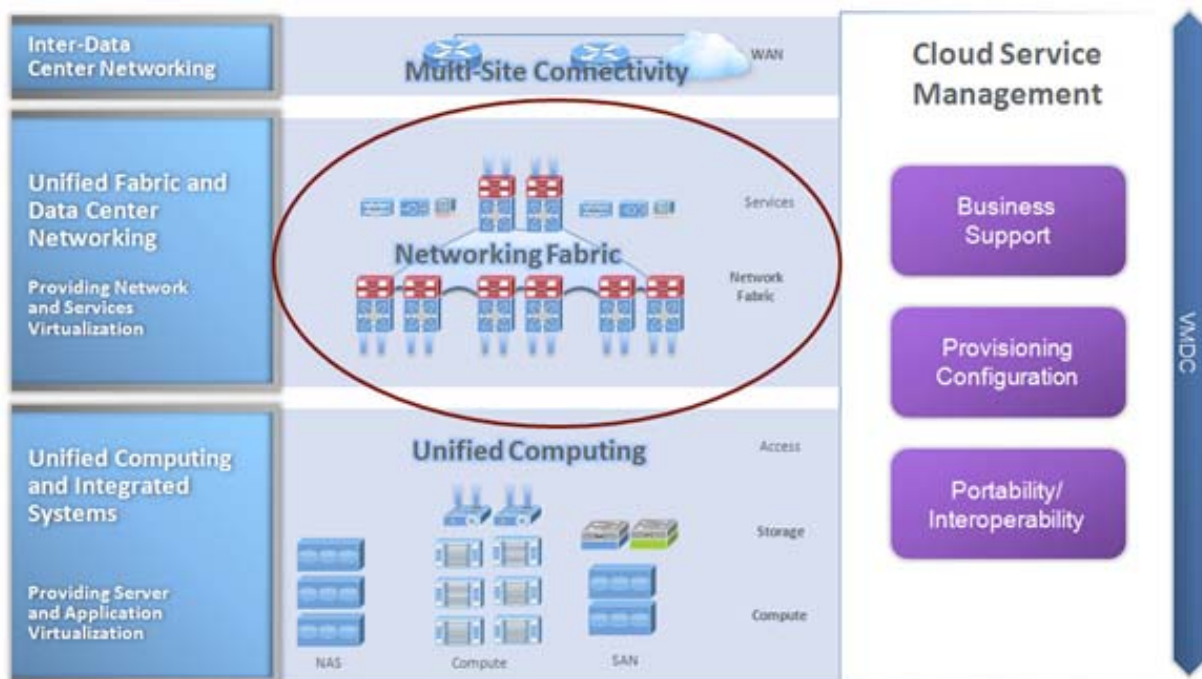 Inter-Data
Center Networking
Multi-Site Connectivity
WAN
Unified Fabric and
Data Center
Networking
Providing Network
and Services
Virtualization
Services
Networking Fabric
Network
Fabric
Unified Computing
and Integrated
Systems
Providing Server
and Application
Virtualization
Unified Computing
Access
Storage
Compute
NAS
Compute
SAN
Cloud Service
Management
Business
Support
Provisioning
Configuration
Portability/
Interoperability
VMDC